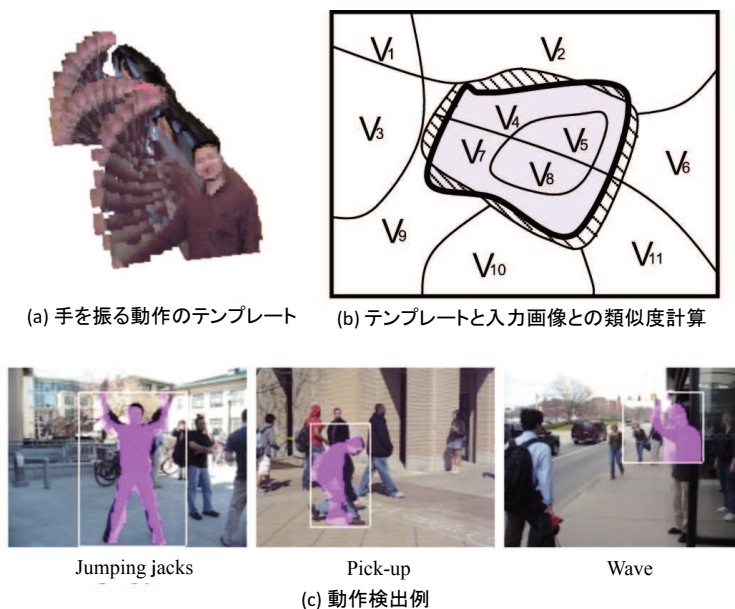 V1
V2
V3
V4
V5
V6
V7
V8
V9
V10
V11
(a) 手を振る動作のテンプレート
(b) テンプレートと入力画像との類似度計算
Jumping jacks
Pick-up
Wave
(c) 動作検出例